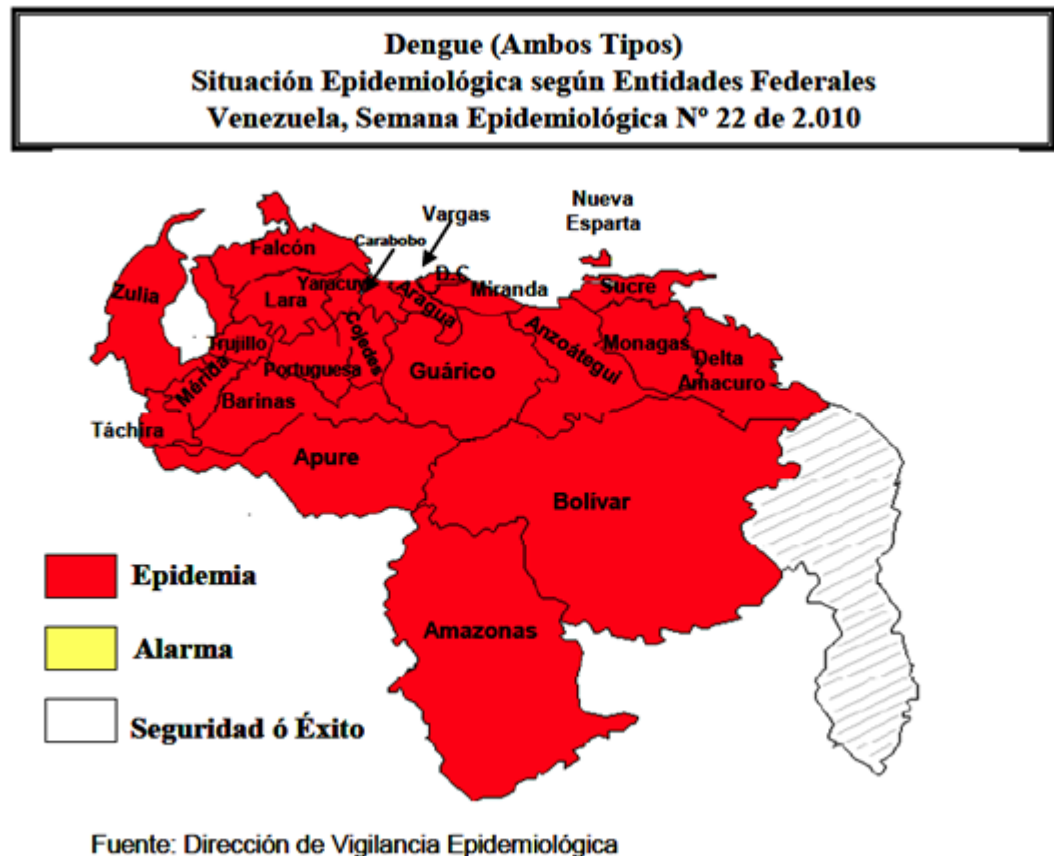 Dengue (Ambos Tipos)
Situación Epidemiológica según Entidades Federales
Venezuela, Semana Epidemiológica Nº 22 de 2.010
Nueva
Esparta
Vargas
Carabobo
Falcón
D.C.
Miranda
Sucre
Zulia
Yaracuy
Lara
Aragua
Cojedes
Anzoátegui
Monagas
Trujillo
Delta
Amacuro
Mérida
Portuguesa
Guárico
Barinas
Táchira
Apure
Bolívar
Amazonas
Epidemia
Alarma
Seguridad ó Éxito
Fuente: Dirección de Vigilancia Epidemiológica